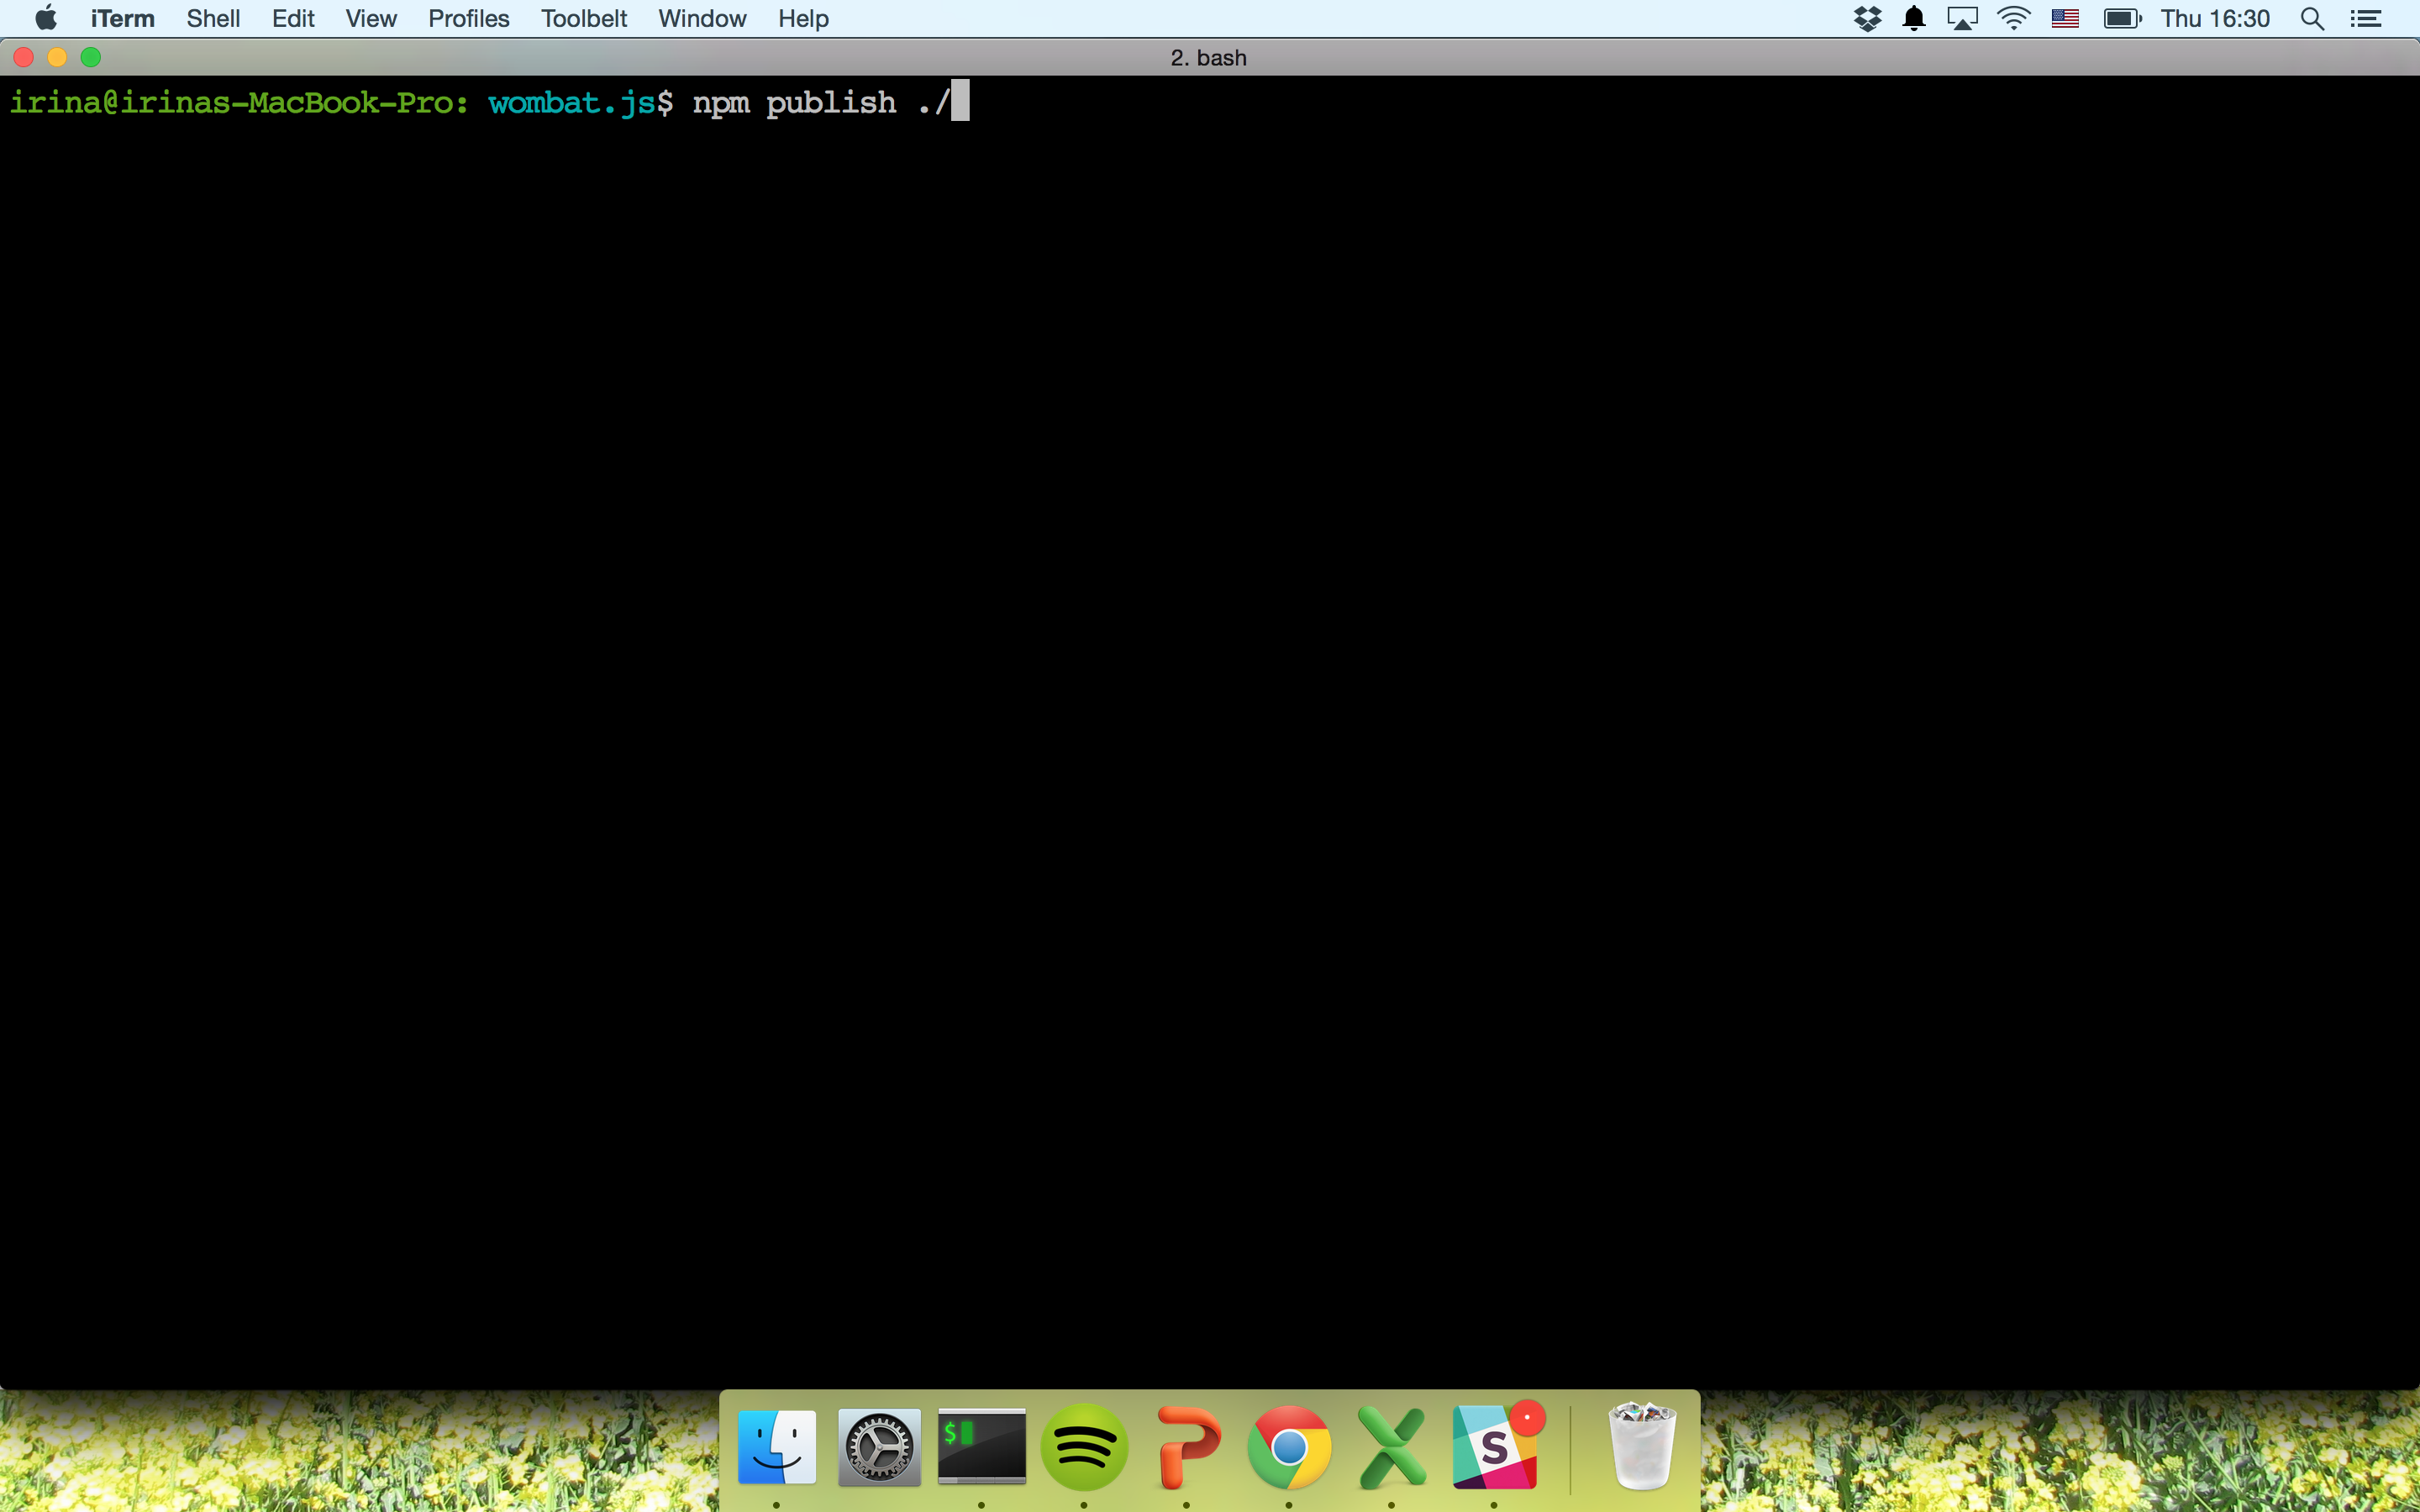 iTerm Shell Edit View Profiles Toolbelt Window Help Thu 16:30
2. bash
irina@irinas-MacBook-Pro: wombat.js$ npm publish ./
$
S